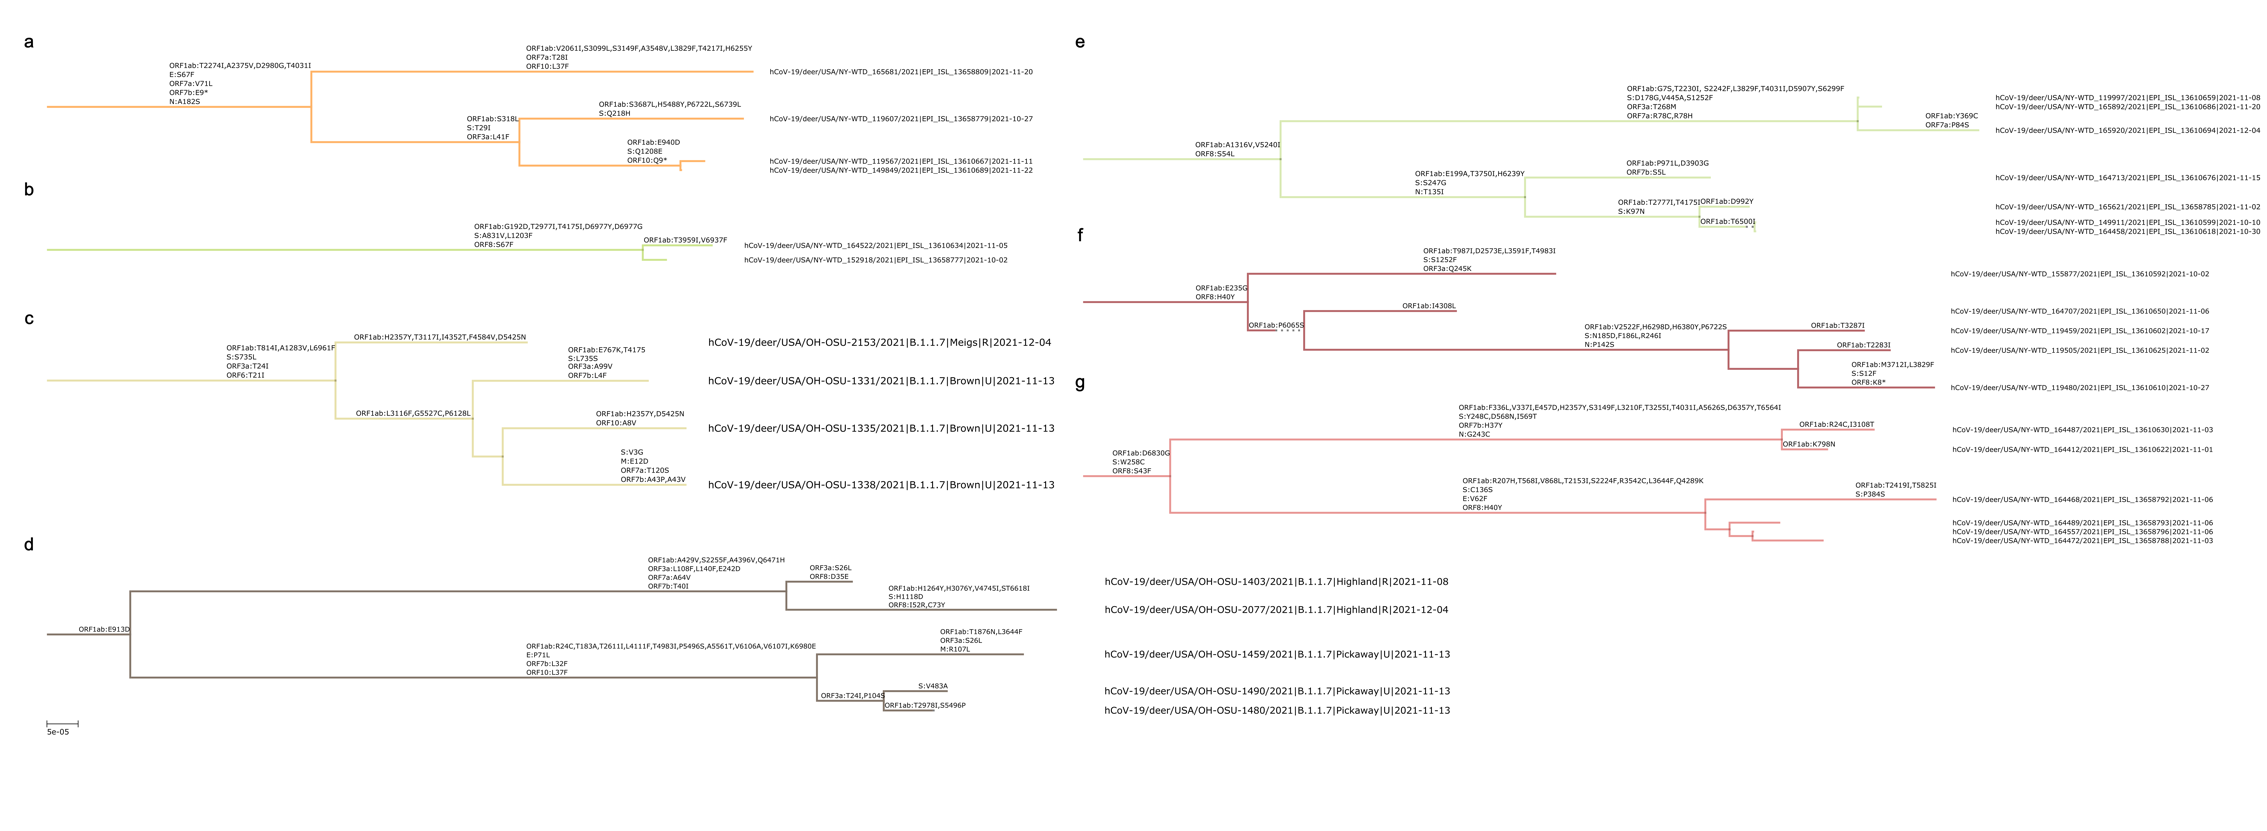 a
ORF1ab:V2061I,S3099L,S3149F,A3548V,L3829F,T4217I,H6255Y
ORF7a:T28I
ORF10:L37F
ORF1ab:T2274I,A2375V,D2980G,T4031I
E:S67F
ORF7a:V71L
ORF7b:E9*
N:A182S
hCoV-19/deer/USA/NY-WTD_165681/2021|EPI_ISL_13658809|2021-11-20
ORF1ab:S3687L,H5488Y,P6722L,S6739L
S:Q218H
ORF1ab:S318L
S:T29I
ORF3a:L41F
hCoV-19/deer/USA/NY-WTD_119607/2021|EPI_ISL_13658779|2021-10-27
ORF1ab:E940D
S:Q1208E
ORF10:Q9*
hCoV-19/deer/USA/NY-WTD_119567/2021|EPI_ISL_13610667|2021-11-11
hCoV-19/deer/USA/NY-WTD_149849/2021|EPI_ISL_13610689|2021-11-22
b
ORF1ab:G192D,T2977I,T4175I,D6977Y,D6977G
S:A831V,L1203F
ORF8:S67F
ORF1ab:T3959I,V6937F
hCoV-19/deer/USA/NY-WTD_164522/2021|EPI_ISL_13610634|2021-11-05
hCoV-19/deer/USA/NY-WTD_152918/2021|EPI_ISL_13658777|2021-10-02
c
ORF1ab:H2357Y,T3117I,I4352T,F4584V,D5425N
ORF1ab:T814I,A1283V,L6961F
S:S735L
ORF3a:T24I
ORF6:T21I
hCoV-19/deer/USA/OH-OSU-2153/2021|B.1.1.7|Meigs|R|2021-12-04
ORF1ab:E767K,T4175
S:L735S
ORF3a:A99V
ORF7b:L4F
hCoV-19/deer/USA/OH-OSU-1331/2021|B.1.1.7|Brown|U|2021-11-13
ORF1ab:L3116F,G5527C,P6128L
ORF1ab:H2357Y,D5425N
ORF10:A8V
hCoV-19/deer/USA/OH-OSU-1335/2021|B.1.1.7|Brown|U|2021-11-13
S:V3G
M:E12D
ORF7a:T120S
ORF7b:A43P,A43V
hCoV-19/deer/USA/OH-OSU-1338/2021|B.1.1.7|Brown|U|2021-11-13
d
ORF1ab:A429V,S2255F,A4396V,Q6471H
ORF3a:L108F,L140F,E242D
ORF7a:A64V
ORF7b:T40I
ORF3a:S26L
ORF8:D35E
hCoV-19/deer/USA/OH-OSU-1403/2021|B.1.1.7|Highland|R|2021-11-08
ORF1ab:H1264Y,H3076Y,V4745I,ST6618I
S:H1118D
ORF8:I52R,C73Y
hCoV-19/deer/USA/OH-OSU-2077/2021|B.1.1.7|Highland|R|2021-12-04
ORF1ab:E913D
ORF1ab:R24C,T183A,T2611I,L4111F,T4983I,P5496S,A5561T,V6106A,V6107I,K6980E
E:P71L
ORF7b:L32F
ORF10:L37F
ORF1ab:T1876N,L3644F
ORF3a:S26L
M:R107L
hCoV-19/deer/USA/OH-OSU-1459/2021|B.1.1.7|Pickaway|U|2021-11-13
ORF3a:T24I,P104S
S:V483A
hCoV-19/deer/USA/OH-OSU-1490/2021|B.1.1.7|Pickaway|U|2021-11-13
ORF1ab:T2978I,S5496P
hCoV-19/deer/USA/OH-OSU-1480/2021|B.1.1.7|Pickaway|U|2021-11-13
5e-05
e
ORF1ab:G7S,T2230I, S2242F,L3829F,T4031I,D5907Y,S6299F
S:D178G,V445A,S1252F
ORF3a:T268M
ORF7a:R78C,R78H
hCoV-19/deer/USA/NY-WTD_119997/2021|EPI_ISL_13610659|2021-11-08
hCoV-19/deer/USA/NY-WTD_165892/2021|EPI_ISL_13610686|2021-11-20
ORF1ab:Y369C
ORF7a:P84S
hCoV-19/deer/USA/NY-WTD_165920/2021|EPI_ISL_13610694|2021-12-04
ORF1ab:A1316V,V5240I
ORF8:S54L
ORF1ab:P971L,D3903G
ORF7b:S5L
ORF1ab:E199A,T3750I,H6239Y
S:S247G
N:T135I
hCoV-19/deer/USA/NY-WTD_164713/2021|EPI_ISL_13610676|2021-11-15
ORF1ab:T2777I,T4175I
S:K97N
ORF1ab:D992Y
hCoV-19/deer/USA/NY-WTD_165621/2021|EPI_ISL_13658785|2021-11-02
ORF1ab:T6500I
hCoV-19/deer/USA/NY-WTD_149911/2021|EPI_ISL_13610599|2021-10-10
hCoV-19/deer/USA/NY-WTD_164458/2021|EPI_ISL_13610618|2021-10-30
f
ORF1ab:T987I,D2573E,L3591F,T4983I
S:S1252F
ORF3a:Q245K
hCoV-19/deer/USA/NY-WTD_155877/2021|EPI_ISL_13610592|2021-10-02
ORF1ab:E235G
ORF8:H40Y
ORF1ab:I4308L
hCoV-19/deer/USA/NY-WTD_164707/2021|EPI_ISL_13610650|2021-11-06
ORF1ab:P6065S
ORF1ab:V2522F,H6298D,H6380Y,P6722S
S:N185D,F186L,R246I
N:P142S
ORF1ab:T3287I
hCoV-19/deer/USA/NY-WTD_119459/2021|EPI_ISL_13610602|2021-10-17
ORF1ab:T2283I
hCoV-19/deer/USA/NY-WTD_119505/2021|EPI_ISL_13610625|2021-11-02
ORF1ab:M3712I,L3829F
S:S12F
ORF8:K8*
hCoV-19/deer/USA/NY-WTD_119480/2021|EPI_ISL_13610610|2021-10-27
g
ORF1ab:F336L,V337I,E457D,H2357Y,S3149F,L3210F,T3255I,T4031I,A5626S,D6357Y,T6564I
S:Y248C,D568N,I569T
ORF7b:H37Y
N:G243C
ORF1ab:R24C,I3108T
hCoV-19/deer/USA/NY-WTD_164487/2021|EPI_ISL_13610630|2021-11-03
ORF1ab:K798N
hCoV-19/deer/USA/NY-WTD_164412/2021|EPI_ISL_13610622|2021-11-01
ORF1ab:D6830G
S:W258C
ORF8:S43F
ORF1ab:R207H,T568I,V868L,T2153I,S2224F,R3542C,L3644F,Q4289K
S:C136S
E:V62F
ORF8:H40Y
ORF1ab:T2419I,T5825I
S:P384S
hCoV-19/deer/USA/NY-WTD_164468/2021|EPI_ISL_13658792|2021-11-06
hCoV-19/deer/USA/NY-WTD_164489/2021|EPI_ISL_13658793|2021-11-06
hCoV-19/deer/USA/NY-WTD_164557/2021|EPI_ISL_13658796|2021-11-06
hCoV-19/deer/USA/NY-WTD_164472/2021|EPI_ISL_13658788|2021-11-03